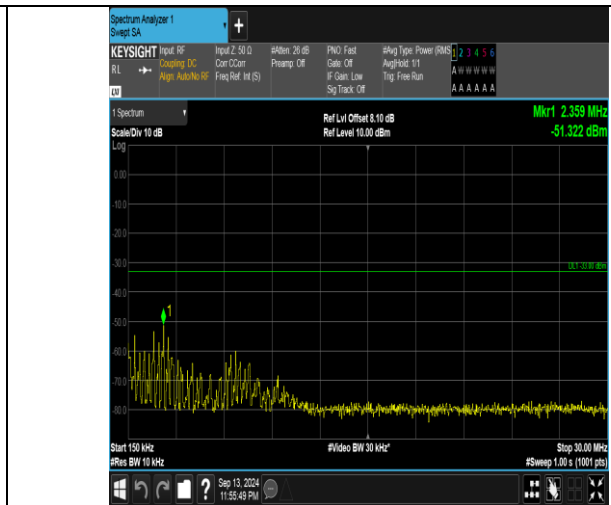 Spectrum Analyzer 1
Swept SA
+
KEYSIGHT Input: RF Input Z: 50 Ω #Atten: 26 dB PNO: Fast #Avg Type: Power (RMS 1 2 3 4 5 6
RL Coupling: DC Corr CCorr Preamp: Off Gate: Off Avg|Hold: 1/1 A W W W W W
Align: Auto/No RF Freq Ref: Int (S) IF Gain: Low Trig: Free Run
LXI Sig Track: Off A A A A A A
1 Spectrum Ref Lvl Offset 8.10 dB Mkr1 2.359 MHz
Scale/Div 10 dB Ref Level 10.00 dBm -51.322 dBm
Log
0.00
-10.0
-20.0
-30.0 DL1 -33.00 dBm
-40.0
1
-50.0
-60.0
-70.0
-80.0
Start 150 kHz #Video BW 30 kHz* Stop 30.00 MHz
#Res BW 10 kHz #Sweep 1.00 s (1001 pts)
? Sep 13, 2024
11:55:49 PM